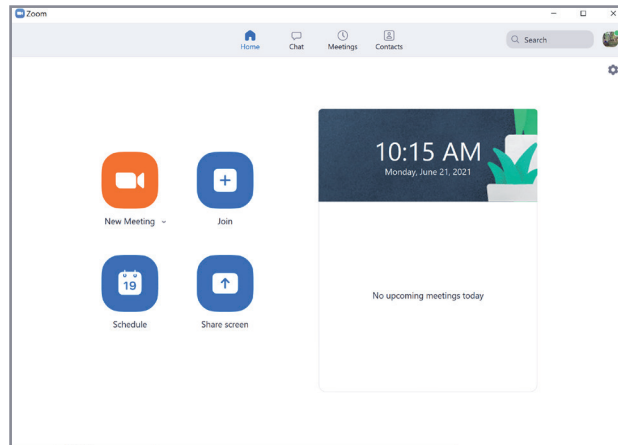 Zoom
Home
Chat
Meetings
Contacts
Search
10:15 AM
Monday, June 21, 2021
New Meeting
Join
19
Schedule
Share screen
No upcoming meetings today